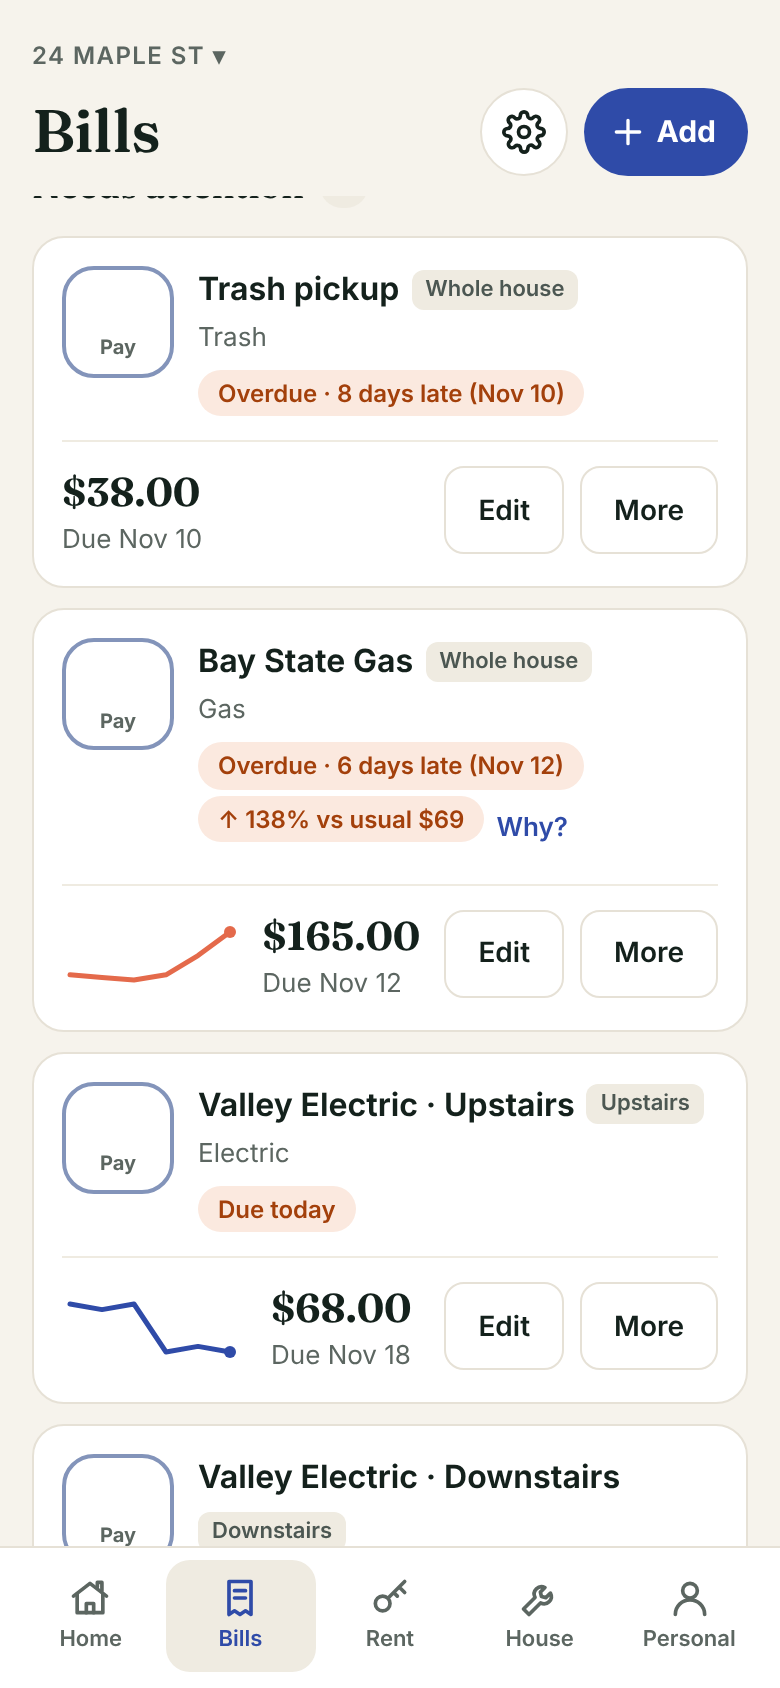 24 MAPLE ST ▾
Bills
+ Add
Trash pickup Whole house
Trash
Pay
Overdue · 8 days late (Nov 10)
$38.00
Due Nov 10
Edit More
Bay State Gas Whole house
Gas
Pay
Overdue · 6 days late (Nov 12)
↑ 138% vs usual $69 Why?
$165.00
Due Nov 12
Edit More
Valley Electric · Upstairs Upstairs
Electric
Pay
Due today
$68.00
Due Nov 18
Edit More
Valley Electric · Downstairs
Downstairs
Pay
Home Bills Rent House Personal